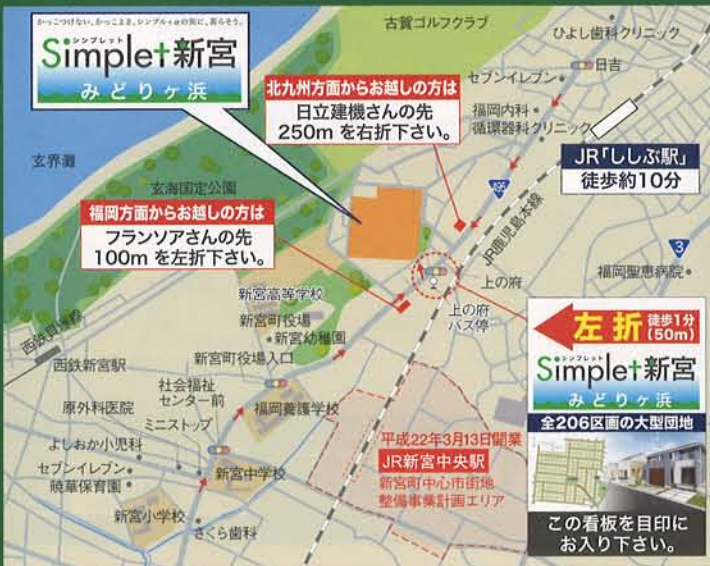 かっこつけない。かっこよさ。シンプル+αの街に、暮らそう。
シンプレット
Simplet新宮
みどりヶ浜
古賀ゴルフクラブ
ひよし歯科クリニック
日吉
セブンイレブン
北九州方面からお越しの方は
日立建機さんの先
250m を右折下さい。
福岡内科
循環器科クリニック
JR「ししぶ駅」
徒歩約10分
玄界灘
玄海国定公園
495
福岡方面からお越しの方は
フランソアさんの先
100m を左折下さい。
JR鹿児島本線
3
福岡聖恵病院
上の府
新宮高等学校
新宮町役場
新宮幼稚園
上の府
バス停
西鉄貝塚線
西鉄新宮駅
新宮町役場入口
社会福祉
センター前
原外科医院
福岡養護学校
ミニストップ
よしおか小児科
セブンイレブン
暁華保育園
新宮中学校
新宮小学校
さくら歯科
平成22年3月13日開業
JR新宮中央駅
新宮町中心市街地
整備事業計画エリア
左折 徒歩1分
(50m)
シンプレット
Simplet新宮
みどりヶ浜
全206区画の大型団地
この看板を目印に
お入り下さい。